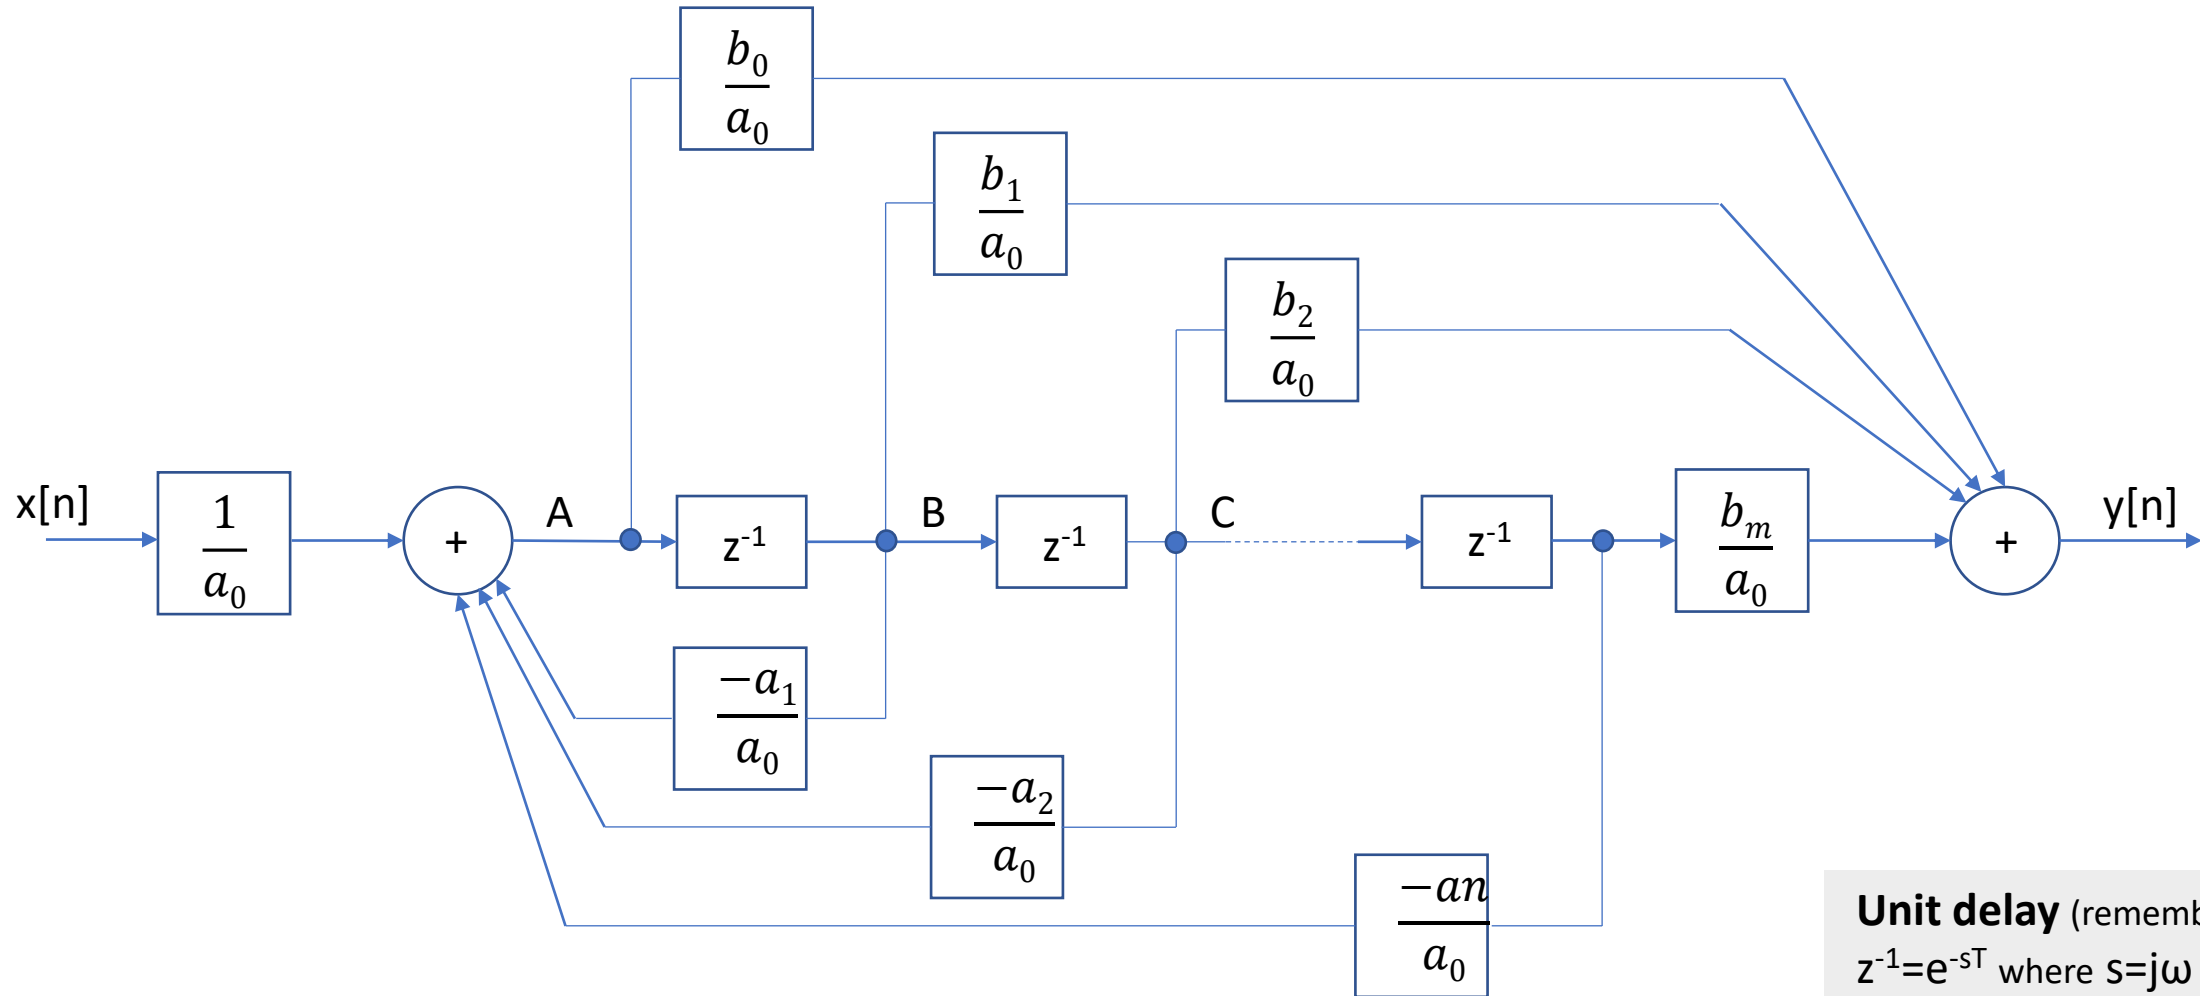 b₀
a₀
b₁
a₀
b₂
a₀
x[n]
1
a₀
+
A
z⁻¹
B
z⁻¹
C
z⁻¹
bₘ
a₀
+
y[n]
−a₁
a₀
−a₂
a₀
−an
a₀
Unit delay (rememb
z⁻¹=e⁻ˢᵀ where s=jω